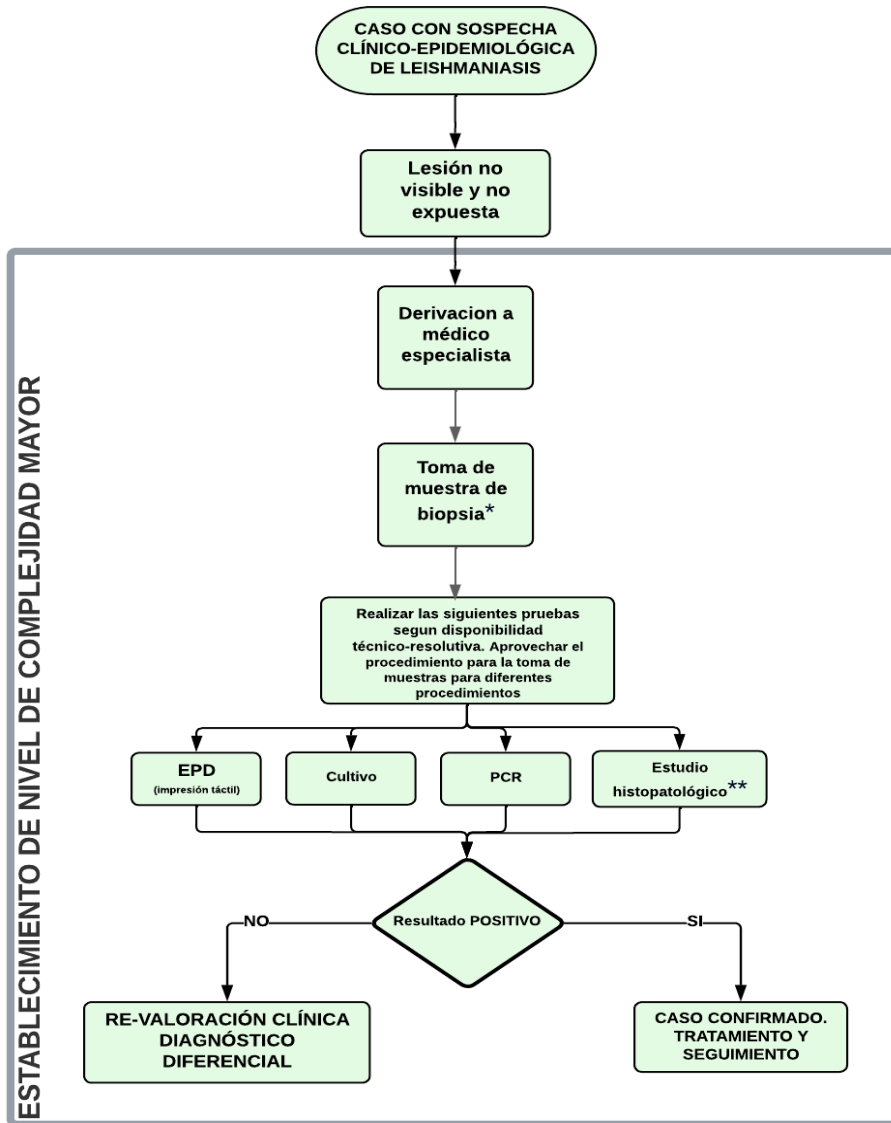 CASO CON SOSPECHA
CLÍNICO-EPIDEMIOLÓGICA
DE LEISHMANIASIS
Lesión no
visible y no
expuesta
ESTABLECIMIENTO DE NIVEL DE COMPLEJIDAD MAYOR
Derivacion a
médico
especialista
Toma de
muestra de
biopsia*
Realizar las siguientes pruebas
segun disponibilidad
técnico-resolutiva. Aprovechar el
procedimiento para la toma de
muestras para diferentes
procedimientos
EPD
(impresión táctil)
Cultivo
PCR
Estudio
histopatológico**
Resultado POSITIVO
NO
SI
RE-VALORACIÓN CLÍNICA
DIAGNÓSTICO
DIFERENCIAL
CASO CONFIRMADO.
TRATAMIENTO Y
SEGUIMIENTO